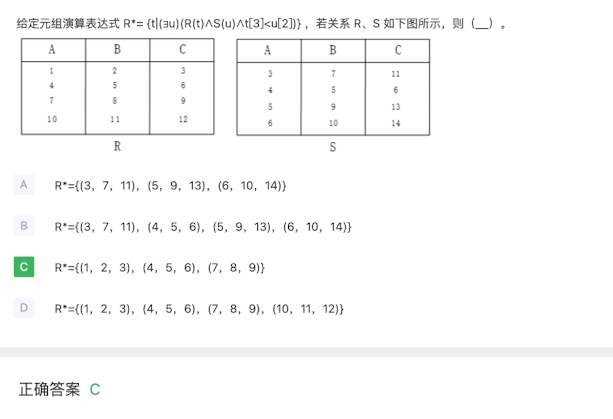 给定元组演算表达式 R*= {t|(∃u)(R(t)∧S(u)∧t[3]<u[2])} ，若关系 R、S 如下图所示，则（__）。
A B C
1 2 3
4 5 6
7 8 9
10 11 12
R
A B C
3 7 11
4 5 6
5 9 13
6 10 14
S
A R*={(3，7，11)，(5，9，13)，(6，10，14)}
B R*={(3，7，11)，(4，5，6)，(5，9，13)，(6，10，14)}
C R*={(1，2，3)，(4，5，6)，(7，8，9)}
D R*={(1，2，3)，(4，5，6)，(7，8，9)，(10，11，12)}
正确答案 C